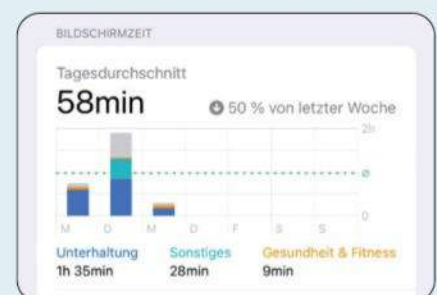 BILDSCHIRMZEIT
Tagesdurchschnitt
58min
50 % von letzter Woche
2h
ø
0
M D M D F S S
Unterhaltung Sonstiges Gesundheit & Fitness
1h 35min 28min 9min